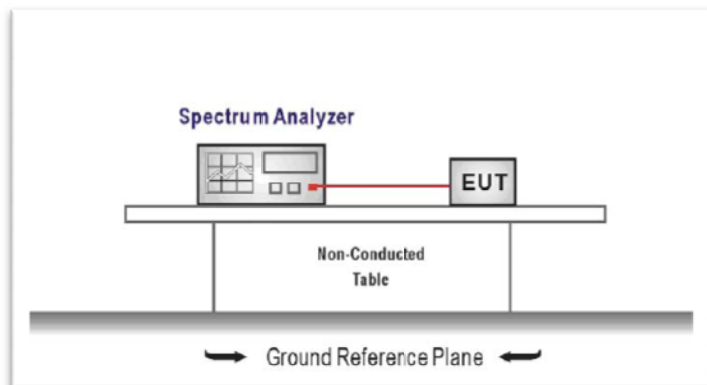 Spectrum Analyzer
EUT
Non-Conducted
Table
Ground Reference Plane